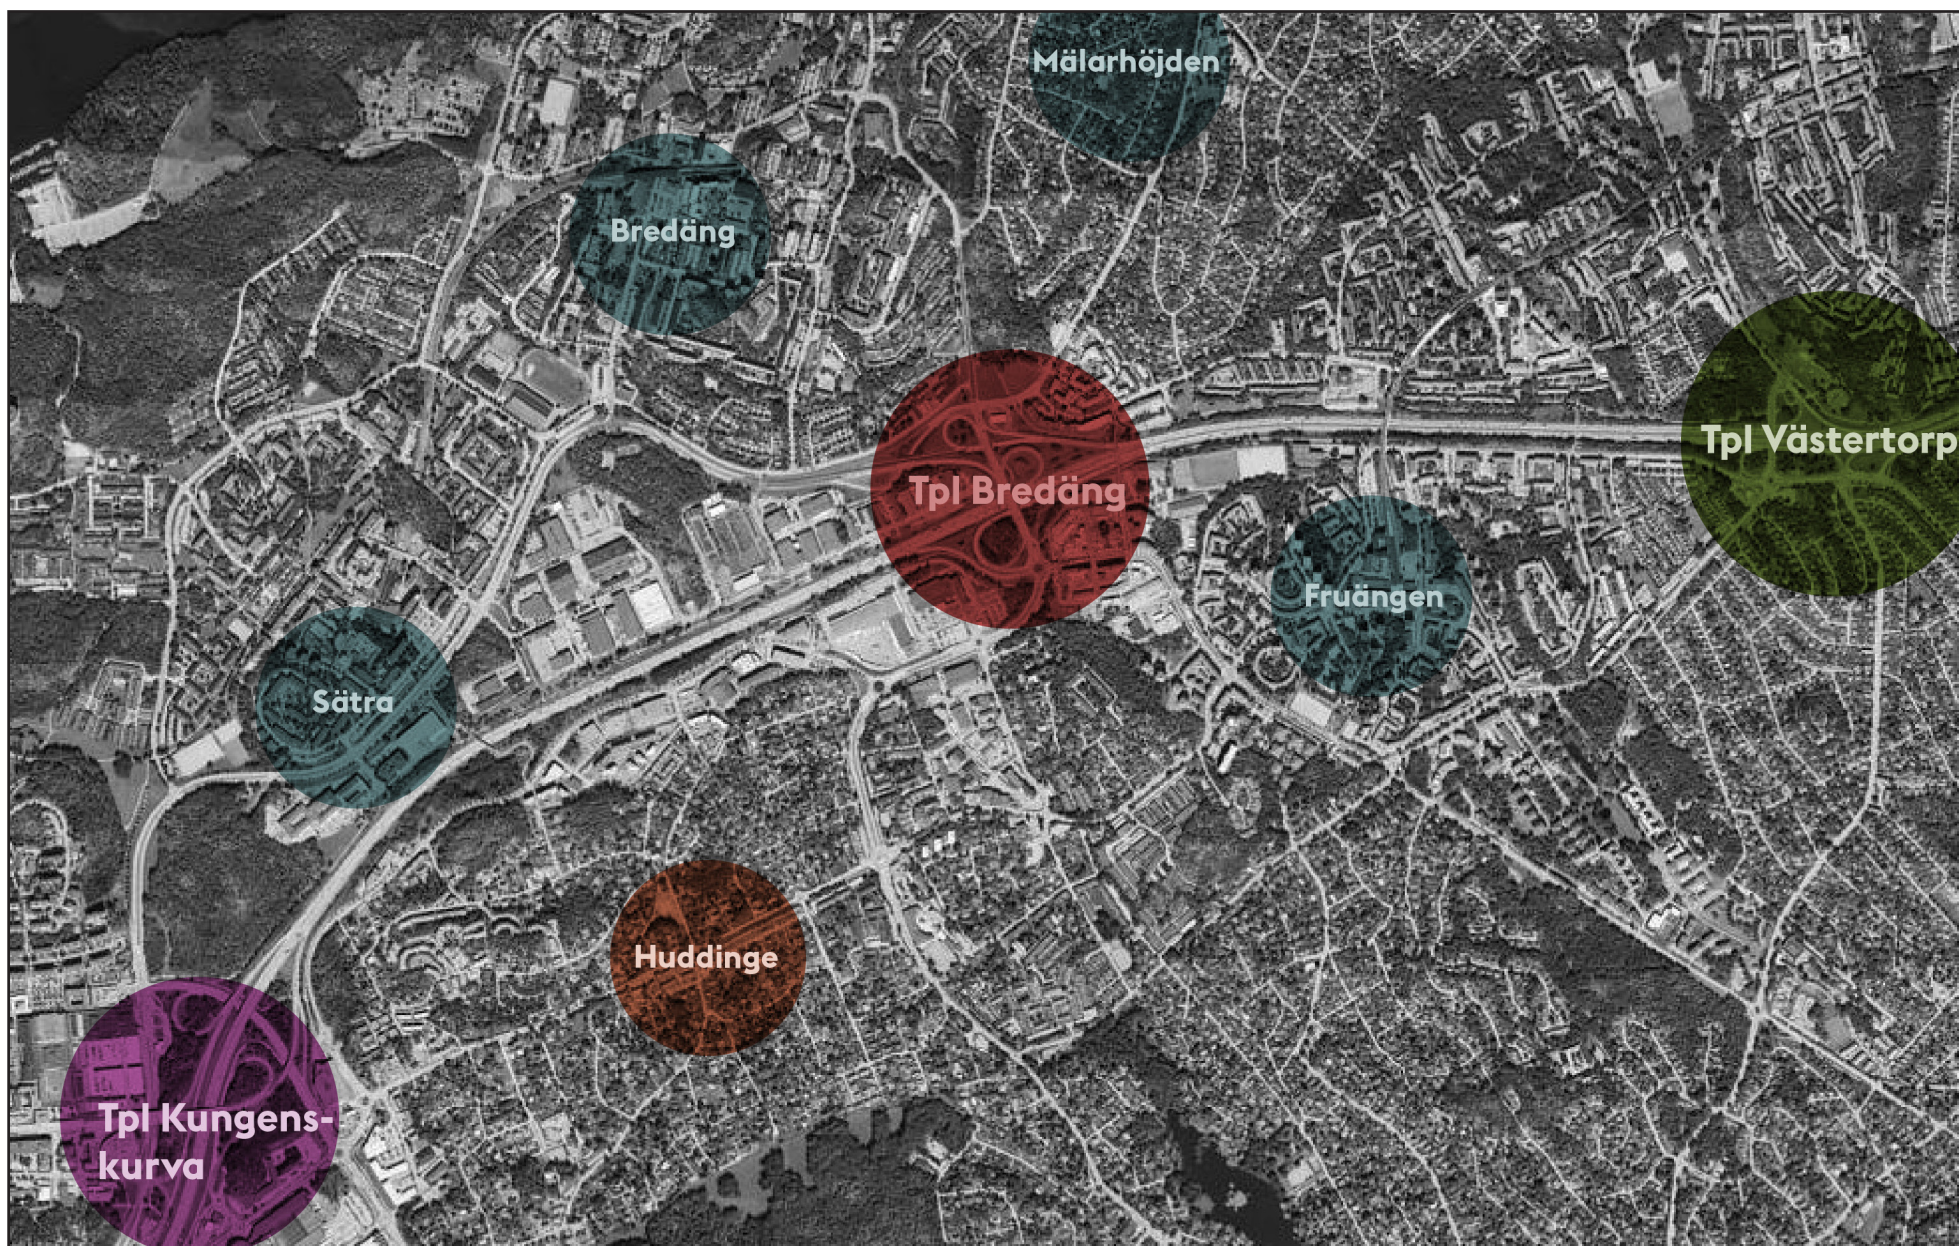 Mälarhöjden
Bredäng
Tpl Västertorp
Tpl Bredäng
Fruängen
Sätra
Huddinge
Tpl Kungens-
kurva